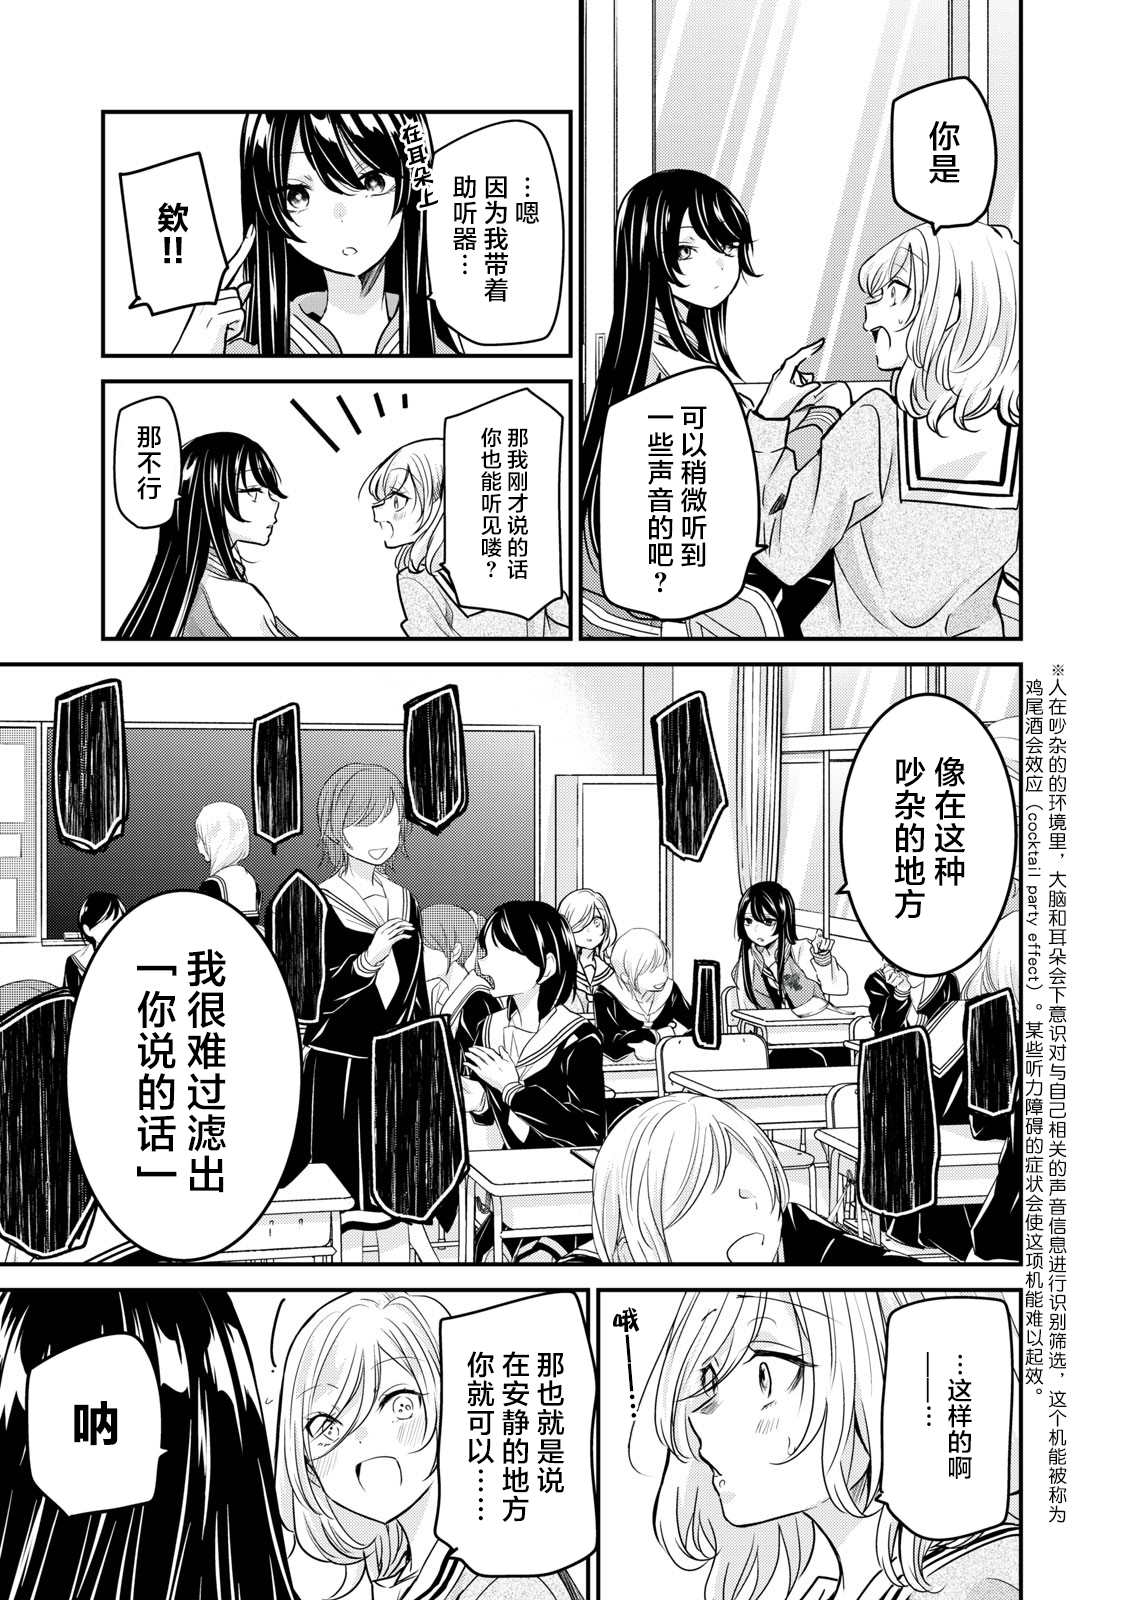 你是
可以稍微听到
一些声音的吧？
…嗯
因为我带着
助听器…
在耳朵上
欸!!
那我刚才说的话
你也能听见喽？
那不行
像在这种
吵杂的地方
我很难过滤出
「你说的话」
※人在吵杂的的环境里，大脑和耳朵会下意识对与自己相关的声音信息进行识别筛选，这个机能被称为
鸡尾酒会效应（cocktail party effect）。某些听力障碍的症状会使这项机能难以起效。
…这样的啊
——…
哦——…
那也就是说
在安静的地方
你就可以……
呐